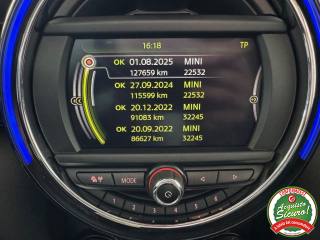 16:18 TP
OK 01.08.2025 MINI
127659 km 22532
OK 27.09.2024 MINI
115599 km 22532
OK 20.12.2022 MINI
91083 km 32245
OK 20.09.2022 MINI
86627 km 32245
MODE
Acquisto
Sicuro!